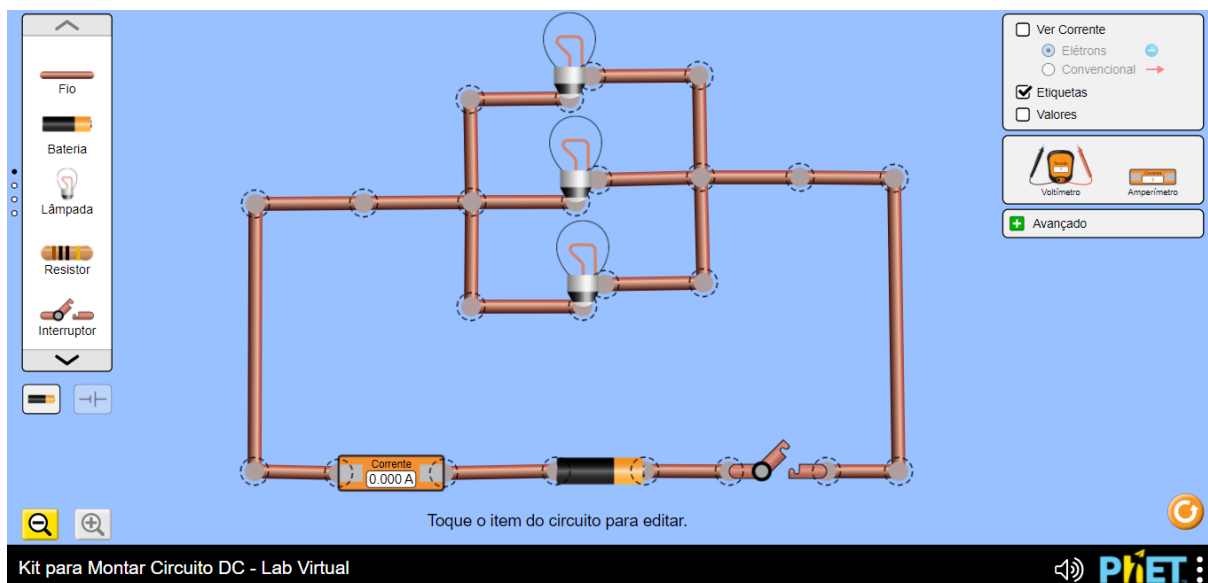 Fio
Bateria
Lâmpada
Resistor
Interruptor
Ver Corrente
Elétrons
Convencional
Etiquetas
Valores
Voltímetro
Corrente
Amperímetro
Avançado
Corrente
0.000 A
Toque o item do circuito para editar.
Kit para Montar Circuito DC - Lab Virtual
PhET